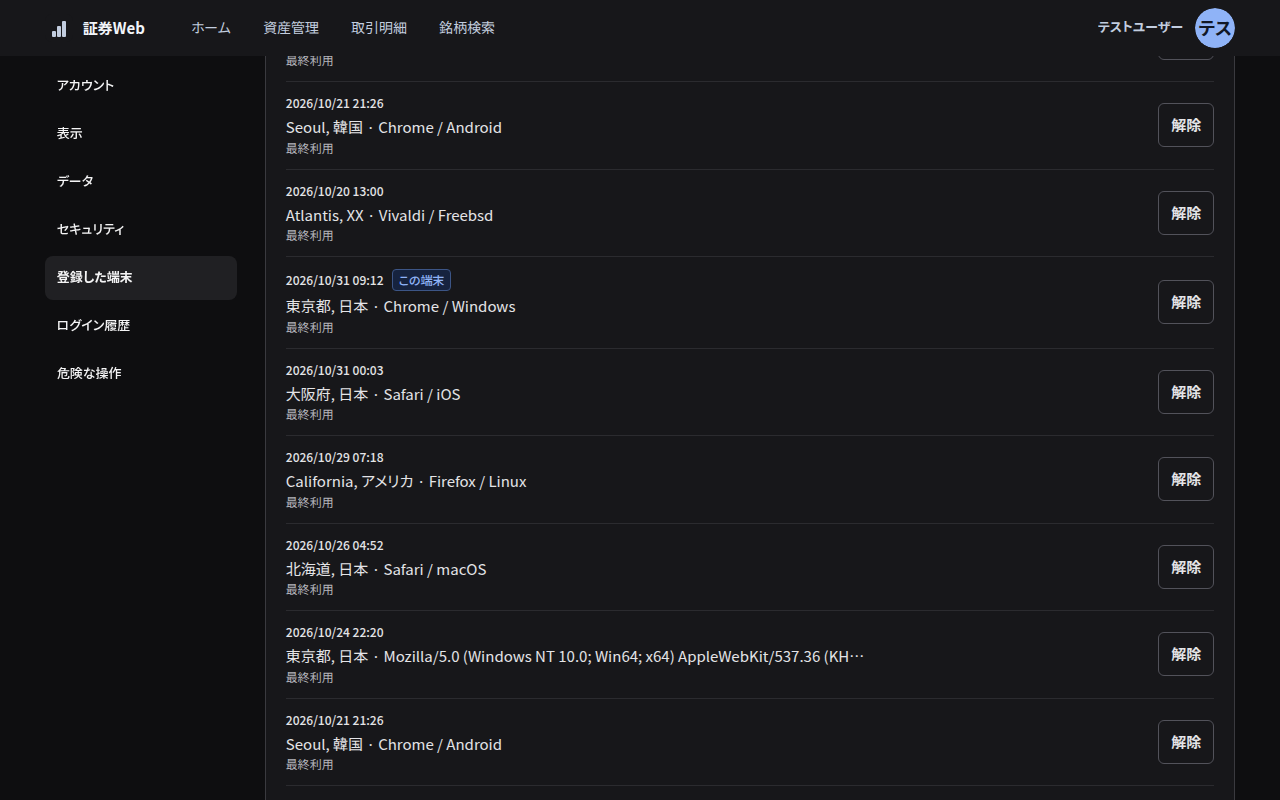 証券Web
ホーム 資産管理 取引明細 銘柄検索
テストユーザー テス
アカウント
表示
データ
セキュリティ
登録した端末
ログイン履歴
危険な操作
最終利用
2026/10/21 21:26
Seoul, 韓国 · Chrome / Android
最終利用
解除
2026/10/20 13:00
Atlantis, XX · Vivaldi / Freebsd
最終利用
解除
2026/10/31 09:12 この端末
東京都, 日本 · Chrome / Windows
最終利用
解除
2026/10/31 00:03
大阪府, 日本 · Safari / iOS
最終利用
解除
2026/10/29 07:18
California, アメリカ · Firefox / Linux
最終利用
解除
2026/10/26 04:52
北海道, 日本 · Safari / macOS
最終利用
解除
2026/10/24 22:20
東京都, 日本 · Mozilla/5.0 (Windows NT 10.0; Win64; x64) AppleWebKit/537.36 (KH…
最終利用
解除
2026/10/21 21:26
Seoul, 韓国 · Chrome / Android
最終利用
解除